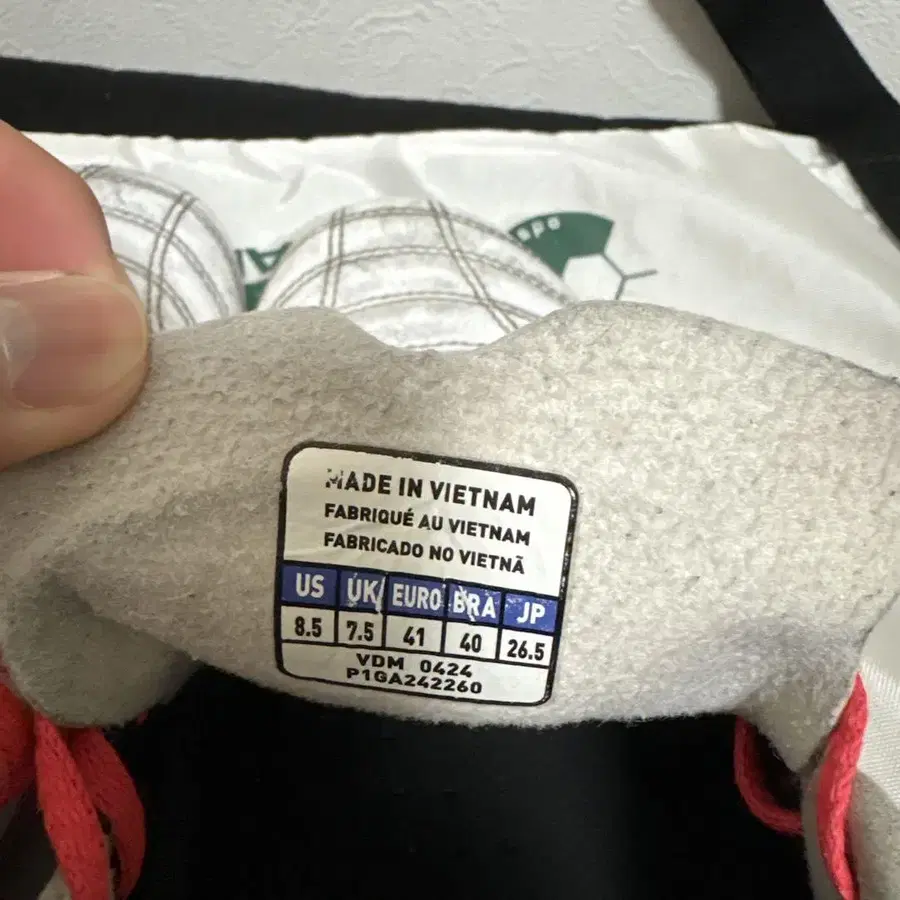 MADE IN VIETNAM
FABRIQUÉ AU VIETNAM
FABRICADO NO VIETNÃ
US UK EURO BRA JP
8.5 7.5 41 40 26.5
VDM 0424
P1GA242260